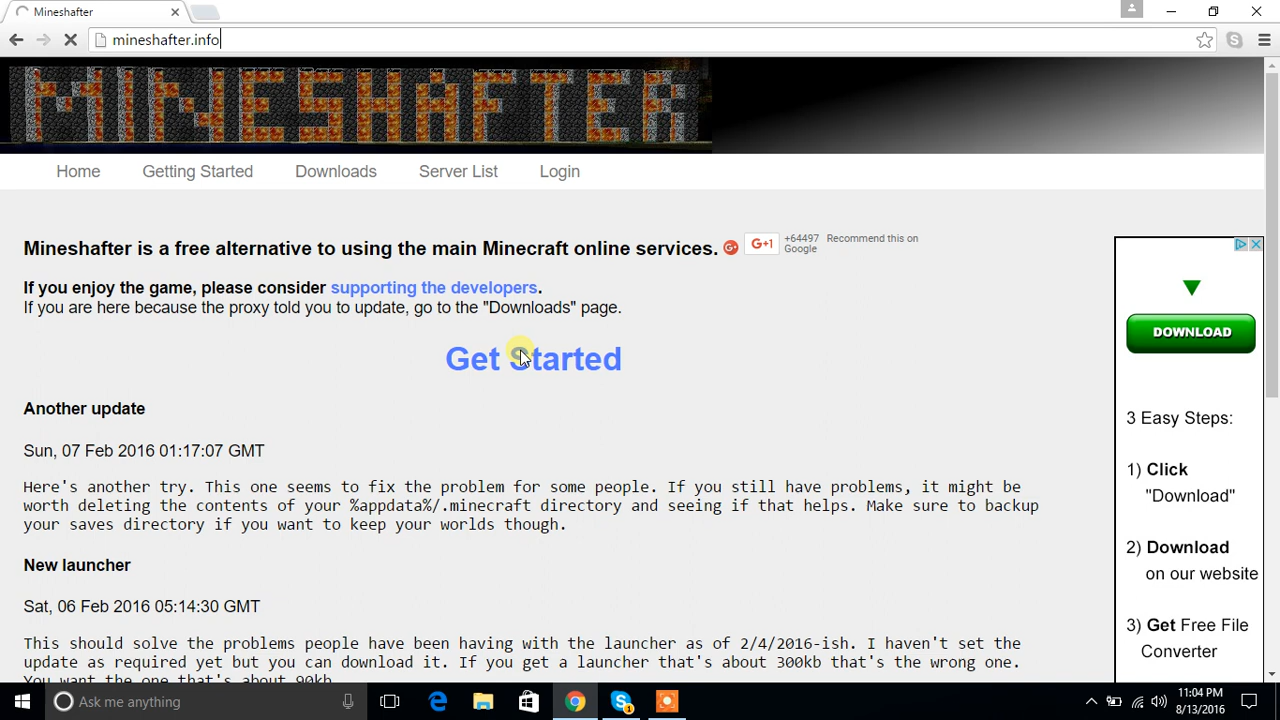 Mineshafter
mineshafter.info
MINESHAFTER
Home Getting Started Downloads Server List Login
Mineshafter is a free alternative to using the main Minecraft online services.
G+1
+64497 Recommend this on
Google
If you enjoy the game, please consider supporting the developers.
If you are here because the proxy told you to update, go to the "Downloads" page.
Get Started
Another update
Sun, 07 Feb 2016 01:17:07 GMT
Here's another try. This one seems to fix the problem for some people. If you still have problems, it might be
worth deleting the contents of your %appdata%/.minecraft directory and seeing if that helps. Make sure to backup
your saves directory if you want to keep your worlds though.
New launcher
Sat, 06 Feb 2016 05:14:30 GMT
This should solve the problems people have been having with the launcher as of 2/4/2016-ish. I haven't set the
update as required yet but you can download it. If you get a launcher that's about 300kb that's the wrong one.
You want the one that's about 90kb.
DOWNLOAD
3 Easy Steps:
1) Click
"Download"
2) Download
on our website
3) Get Free File
Converter
Ask me anything
11:04 PM
8/13/2016